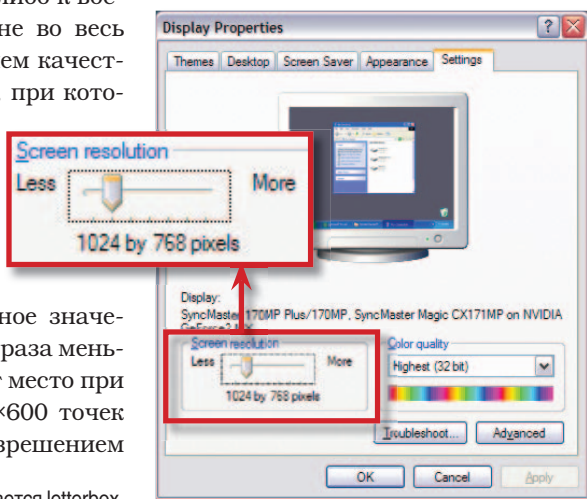 не во весь
ем качест-
при кото-
ное значе-
раза мень-
место при
×600 точек
зрешением
letterbox
Screen resolution
Less More
1024 by 768 pixels
Display Properties
Themes Desktop Screen Saver Appearance Settings
Display:
SyncMaster 170MP Plus/170MP, SyncMaster Magic CX171MP on NVIDIA
GeForce2 MX
Screen resolution
Less More
1024 by 768 pixels
Color quality
Highest (32 bit)
Troubleshoot... Advanced
OK Cancel Apply